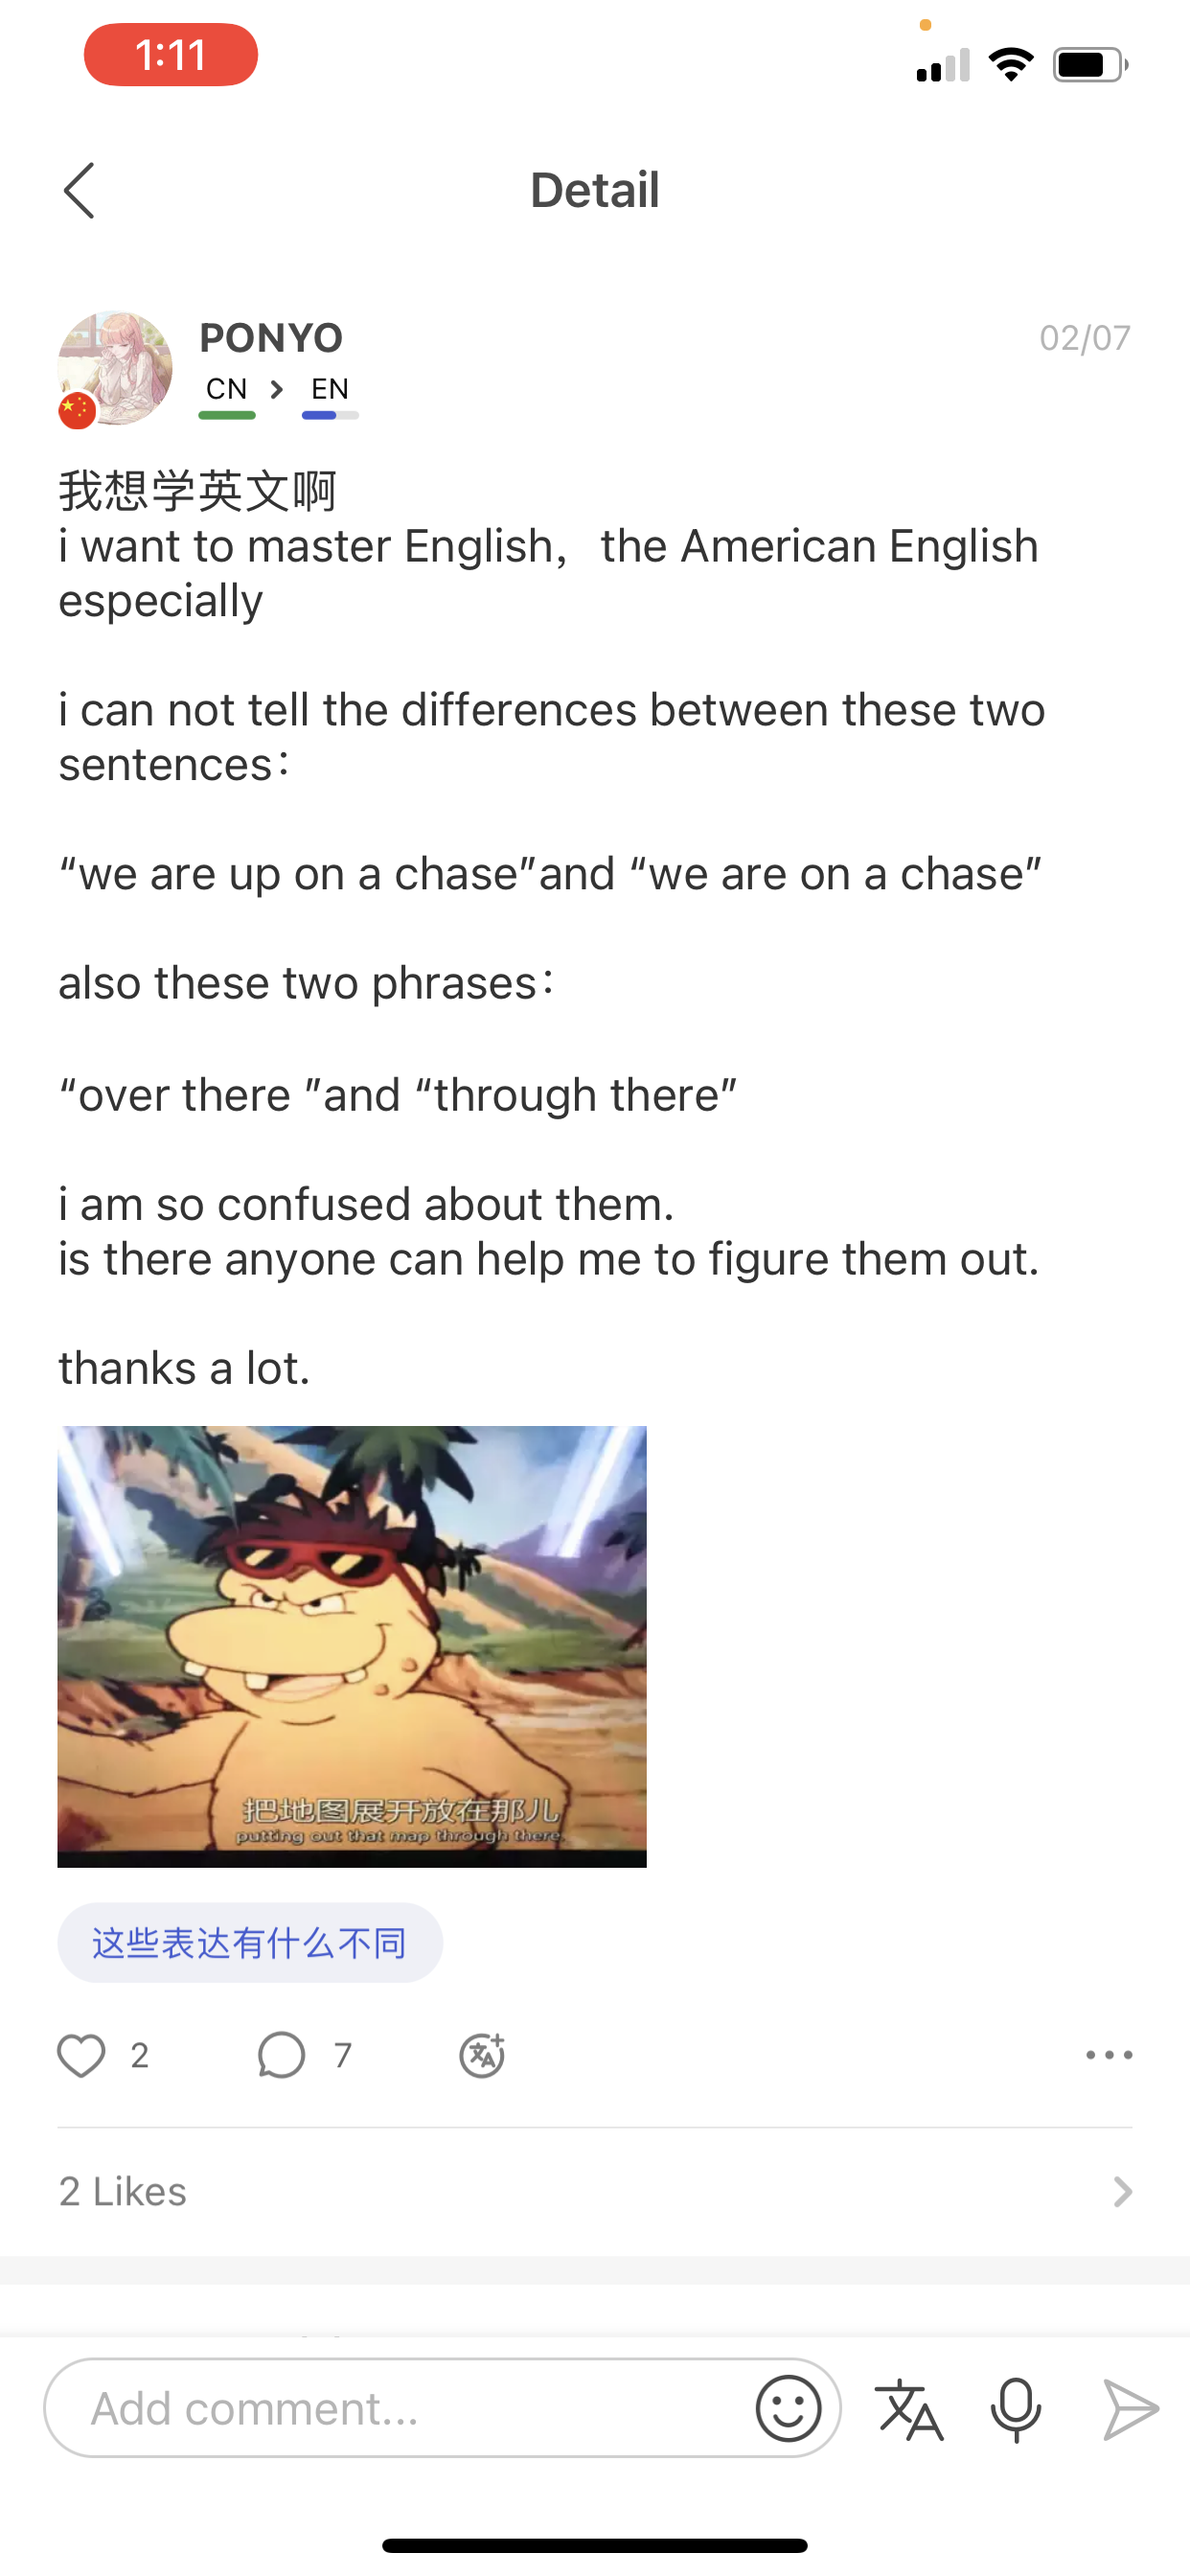 1:11
Detail
PONYO
02/07
CN > EN
我想学英文啊
i want to master English，the American English
especially
i can not tell the differences between these two
sentences：
“we are up on a chase”and “we are on a chase”
also these two phrases：
“over there ”and “through there”
i am so confused about them.
is there anyone can help me to figure them out.
thanks a lot.
把地图展开放在那儿
putting out that map through there
这些表达有什么不同
2
7
2 Likes
Add comment...